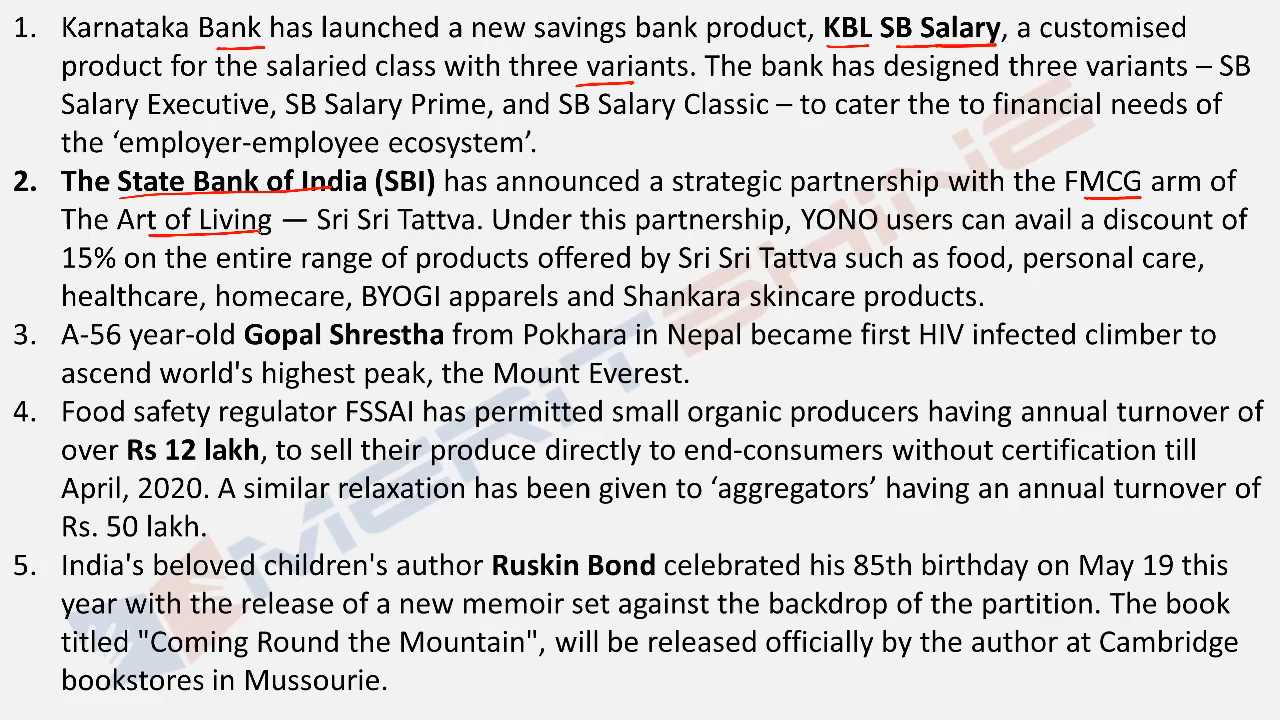 1. Karnataka Bank has launched a new savings bank product, KBL SB Salary, a customised
product for the salaried class with three variants. The bank has designed three variants – SB
Salary Executive, SB Salary Prime, and SB Salary Classic – to cater the to financial needs of
the ‘employer-employee ecosystem’.
2. The State Bank of India (SBI) has announced a strategic partnership with the FMCG arm of
The Art of Living — Sri Sri Tattva. Under this partnership, YONO users can avail a discount of
15% on the entire range of products offered by Sri Sri Tattva such as food, personal care,
healthcare, homecare, BYOGI apparels and Shankara skincare products.
3. A-56 year-old Gopal Shrestha from Pokhara in Nepal became first HIV infected climber to
ascend world's highest peak, the Mount Everest.
4. Food safety regulator FSSAI has permitted small organic producers having annual turnover of
over Rs 12 lakh, to sell their produce directly to end-consumers without certification till
April, 2020. A similar relaxation has been given to ‘aggregators’ having an annual turnover of
Rs. 50 lakh.
5. India's beloved children's author Ruskin Bond celebrated his 85th birthday on May 19 this
year with the release of a new memoir set against the backdrop of the partition. The book
titled "Coming Round the Mountain", will be released officially by the author at Cambridge
bookstores in Mussourie.
MERIT SHINE